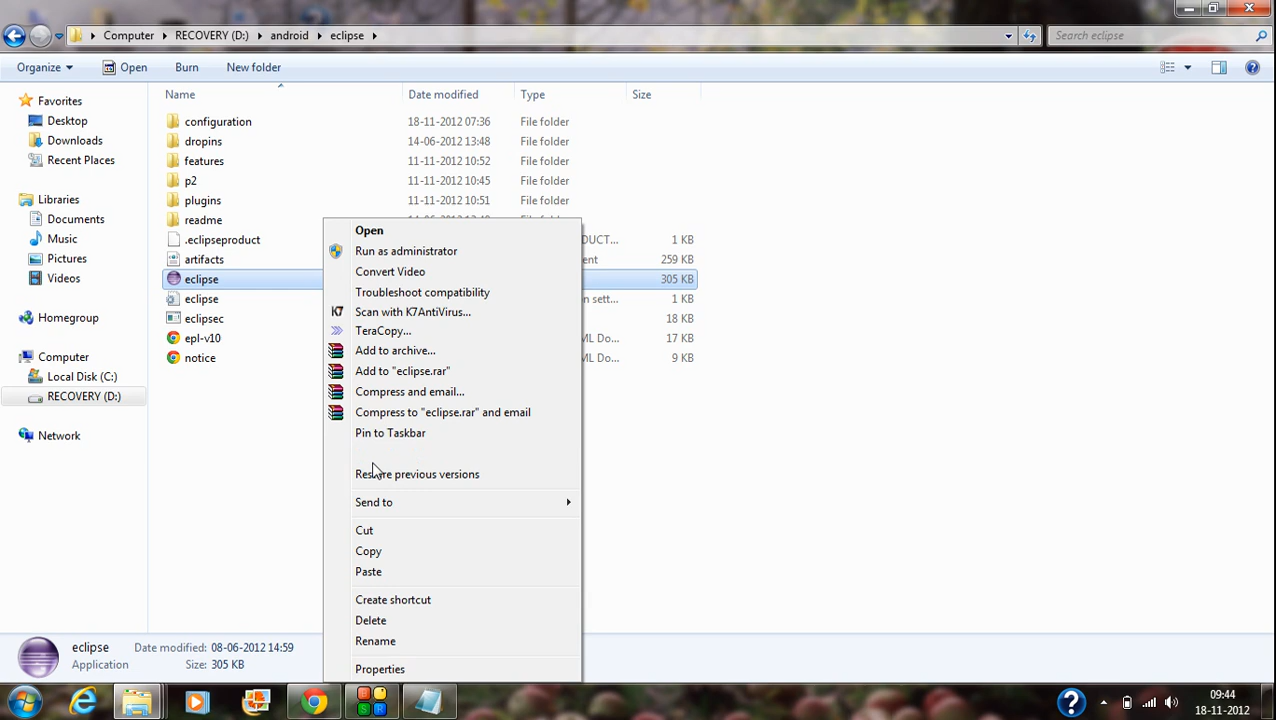 Computer
RECOVERY (D:)
android
eclipse
Search eclipse
Organize
Open
Burn
New folder
Name
Date modified
Type
Size
Favorites
Desktop
Downloads
Recent Places
Libraries
Documents
Music
Pictures
Videos
Homegroup
Computer
Local Disk (C:)
RECOVERY (D:)
Network
configuration 18-11-2012 07:36 File folder
dropins 14-06-2012 13:48 File folder
features 11-11-2012 10:52 File folder
p2 11-11-2012 10:45 File folder
plugins 11-11-2012 10:51 File folder
readme File folder
.eclipseproduct 1 KB
artifacts 259 KB
eclipse 305 KB
eclipse 1 KB
eclipsec 18 KB
epl-v10 17 KB
notice 9 KB
Open
Run as administrator
Convert Video
Troubleshoot compatibility
K7 Scan with K7AntiVirus...
TeraCopy...
Add to archive...
Add to "eclipse.rar"
Compress and email...
Compress to "eclipse.rar" and email
Pin to Taskbar
Restore previous versions
Send to
Cut
Copy
Paste
Create shortcut
Delete
Rename
Properties
eclipse Date modified: 08-06-2012 14:59
Application Size: 305 KB
09:44
18-11-2012